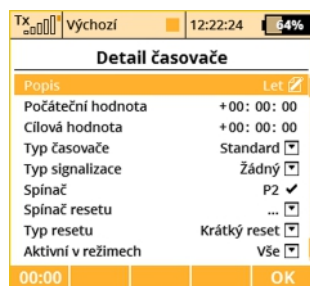 Tx Výchozí 12:22:24 64%
Detail časovače
Popis Let
Počáteční hodnota +00: 00: 00
Cílová hodnota +00: 00: 00
Typ časovače Standard
Typ signalizace Žádný
Spínač P2
Spínač resetu ...
Typ resetu Krátký reset
Aktivní v režimech Vše
00:00 OK